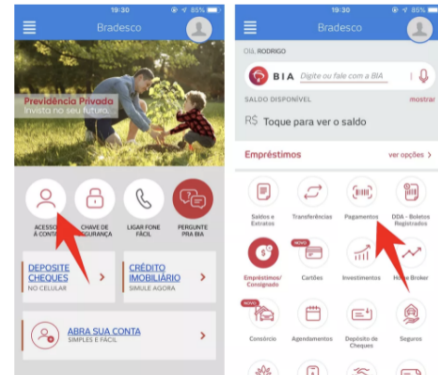 19:30
85%
Bradesco
Previdência Privada
Invista no seu futuro.
ACESSO
À CONTA
CHAVE DE
SEGURANÇA
LIGAR FONE
FÁCIL
PERGUNTE
PRA BIA
DEPOSITE
CHEQUES
NO CELULAR
CRÉDITO
IMOBILIÁRIO
SIMULE AGORA
ABRA SUA CONTA
SIMPLES E FÁCIL
19:30
85%
Bradesco
OLÁ, RODRIGO
BIA Digite ou fale com a BIA
SALDO DISPONÍVEL mostrar
R$ Toque para ver o saldo
Empréstimos ver opções >
Saldos e
Extratos
Transferências
Pagamentos
DDA - Boletos
Registrados
Empréstimos/
Consignado
NOVO
Cartões
Investimentos
Home Broker
NOVO
Consórcio
Agendamentos
Depósito de
Cheques
Seguros